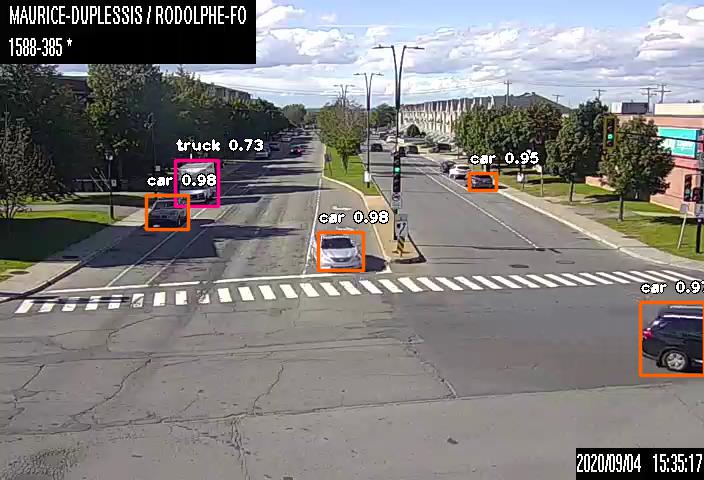 MAURICE-DUPLESSIS / RODOLPHE-FO
1588-385 *
truck 0.73
car 0.98
car 0.95
car 0.98
car 0.97
2020/09/04 15:35:17